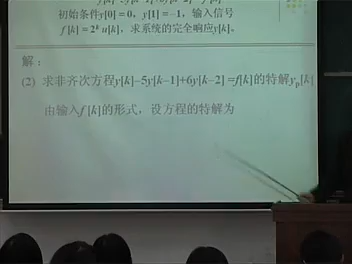 初始条件y[0] = 0，y[1] = −1，输入信号
f [k] = 2ᵏ u[k]，求系统的完全响应y[k]。
解：
(2) 求非齐次方程y[k]−5y[k−1]+6y[k−2] =f[k]的特解yₚ[k]
由输入f [k]的形式，设方程的特解为